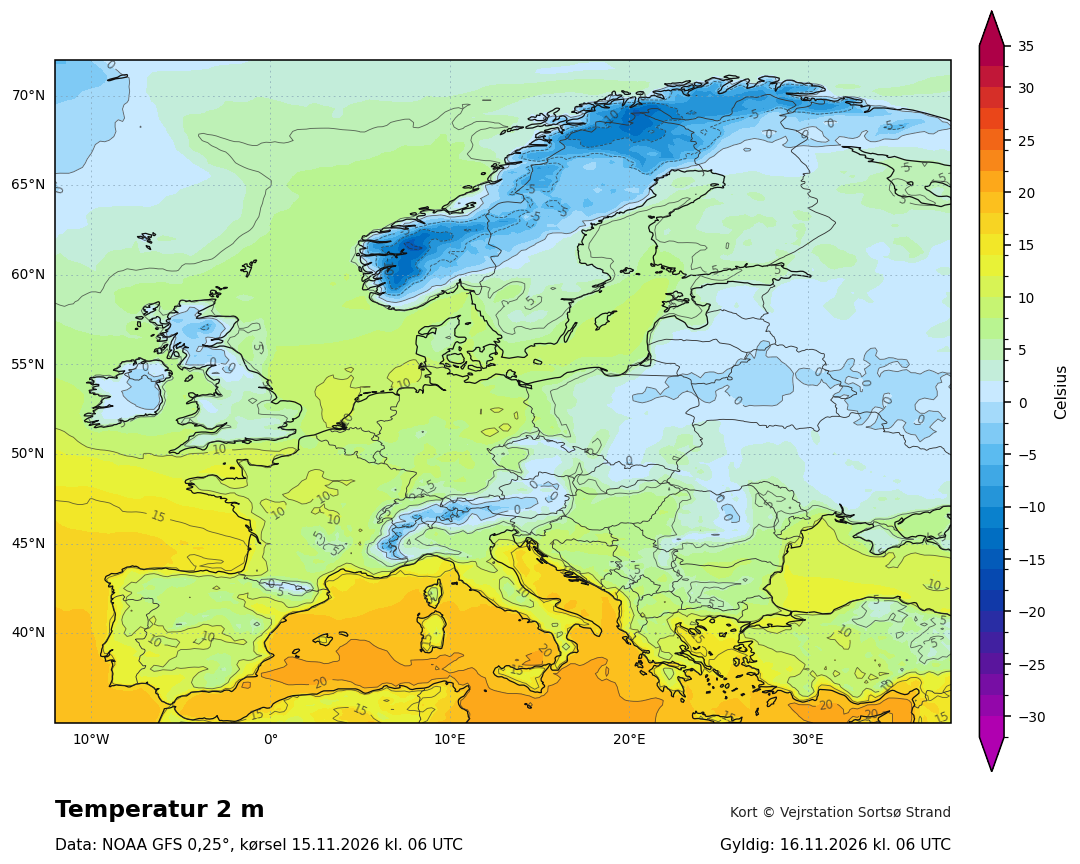 70°N
65°N
60°N
55°N
50°N
45°N
40°N
10°W
0°
10°E
20°E
30°E
35
30
25
20
15
10
5
0
−5
−10
−15
−20
−25
−30
Celsius
Temperatur 2 m
Kort © Vejrstation Sortsø Strand
Data: NOAA GFS 0,25°, kørsel 15.11.2026 kl. 06 UTC
Gyldig: 16.11.2026 kl. 06 UTC